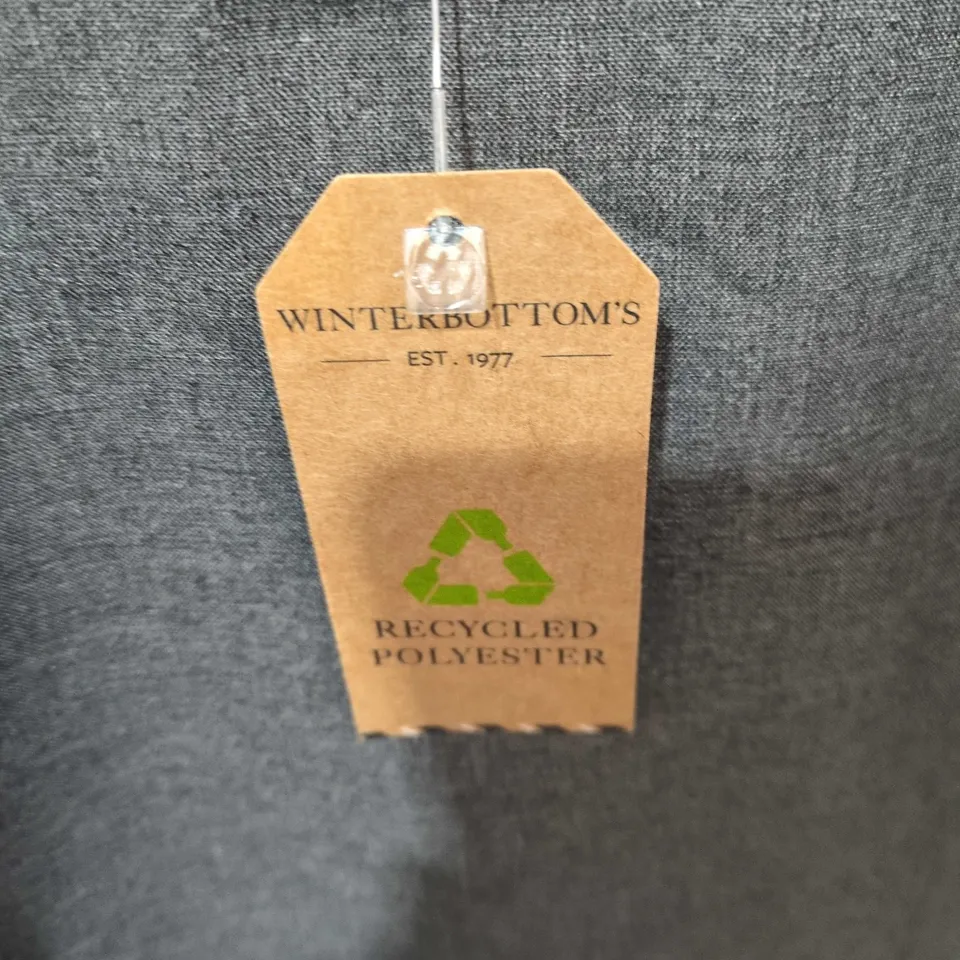 WINTERBOTTOM'S
EST. 1977
RECYCLED
POLYESTER